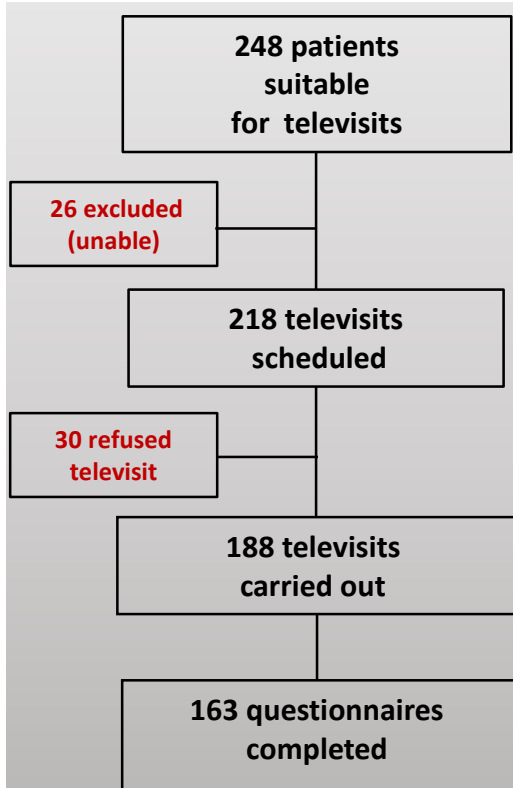 248 patients
suitable
for televisits
26 excluded
(unable)
218 televisits
scheduled
30 refused
televisit
188 televisits
carried out
163 questionnaires
completed